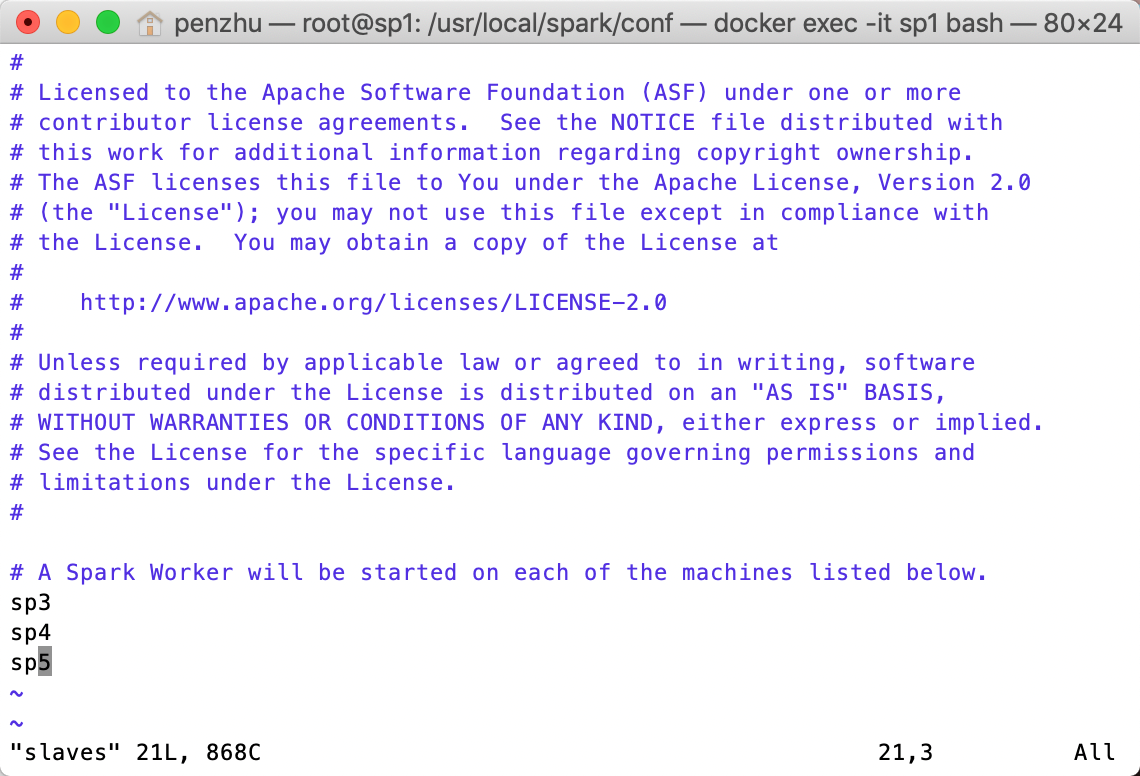 penzhu — root@sp1: /usr/local/spark/conf — docker exec -it sp1 bash — 80×24
#
# Licensed to the Apache Software Foundation (ASF) under one or more
# contributor license agreements.  See the NOTICE file distributed with
# this work for additional information regarding copyright ownership.
# The ASF licenses this file to You under the Apache License, Version 2.0
# (the "License"); you may not use this file except in compliance with
# the License.  You may obtain a copy of the License at
#
#    http://www.apache.org/licenses/LICENSE-2.0
#
# Unless required by applicable law or agreed to in writing, software
# distributed under the License is distributed on an "AS IS" BASIS,
# WITHOUT WARRANTIES OR CONDITIONS OF ANY KIND, either express or implied.
# See the License for the specific language governing permissions and
# limitations under the License.
#

# A Spark Worker will be started on each of the machines listed below.
sp3
sp4
sp5
~
~
"slaves" 21L, 868C 21,3 All